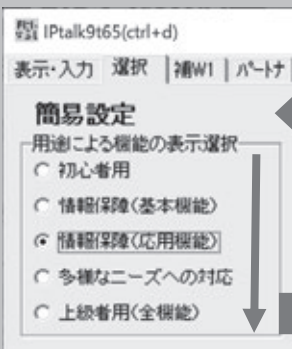 IPtalk9t65(ctrl+d)
表示・入力 選択 補W1 パートナ
簡易設定
用途による機能の表示選択
初心者用
情報保障(基本機能)
情報保障(応用機能)
多様なニーズへの対応
上級者用(全機能)